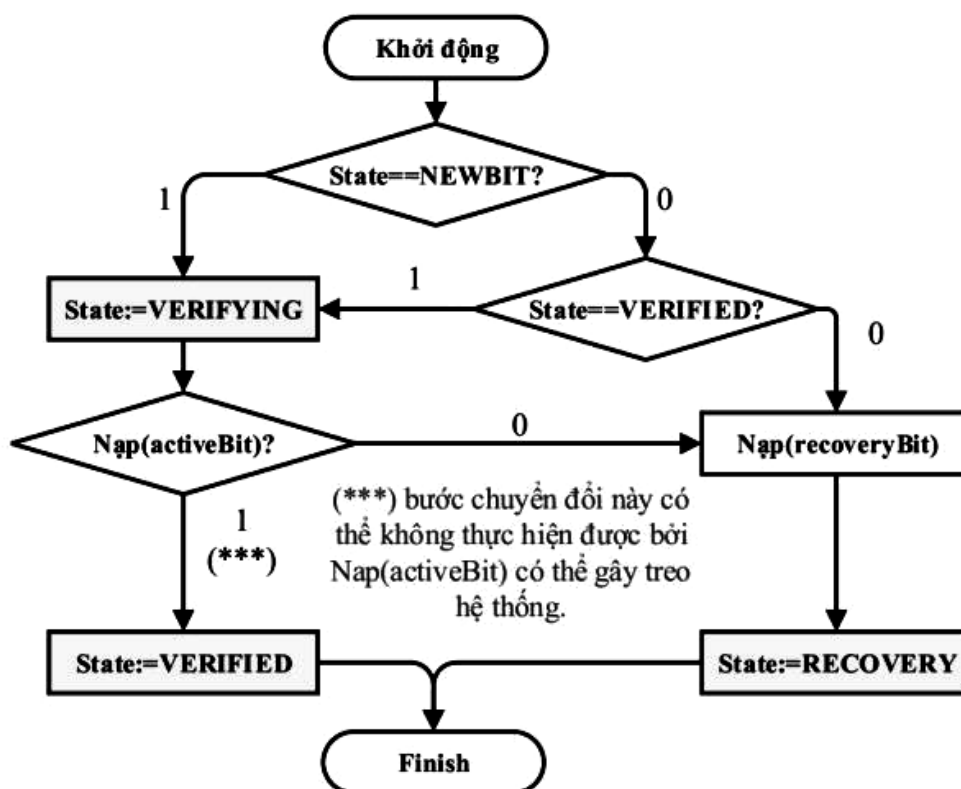 Khởi động
State==NEWBIT?
1
0
State:=VERIFYING
1
State==VERIFIED?
0
Nạp(activeBit)?
0
Nạp(recoveryBit)
1
(***)
(***) bước chuyển đổi này có
thể không thực hiện được bởi
Nạp(activeBit) có thể gây treo
hệ thống.
State:=VERIFIED
State:=RECOVERY
Finish